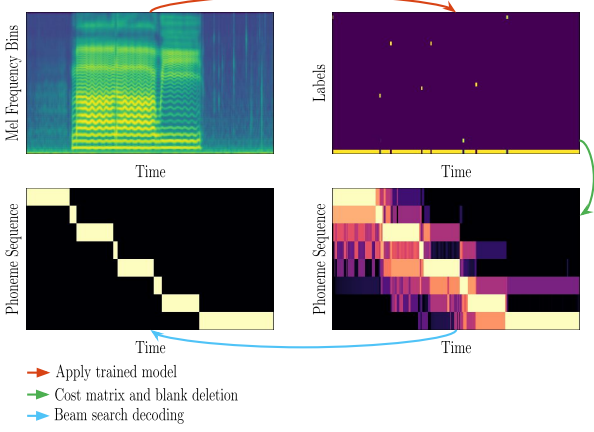 Mel Frequency Bins
Time
Labels
Time
Phoneme Sequence
Time
Phoneme Sequence
Time
Apply trained model
Cost matrix and blank deletion
Beam search decoding